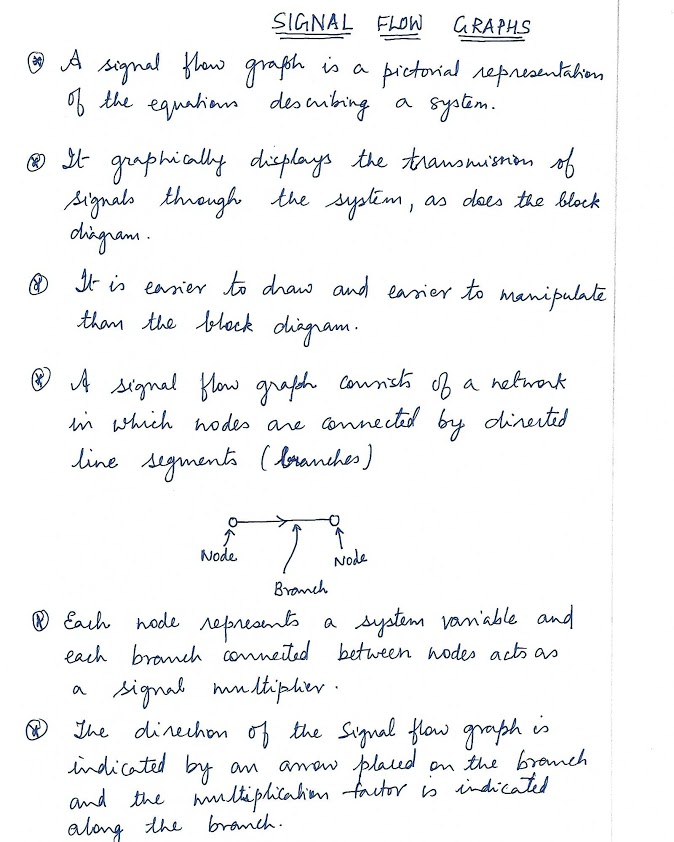 SIGNAL FLOW GRAPHS
A signal flow graph is a pictorial representation
of the equations describing a system.
It graphically displays the transmission of
signals through the system, as does the block
diagram.
It is easier to draw and easier to manipulate
than the block diagram.
A signal flow graph consists of a network
in which nodes are connected by directed
line segments (branches)
Node
Node
Branch
Each node represents a system variable and
each branch connected between nodes acts as
a signal multiplier.
The direction of the Signal flow graph is
indicated by an arrow placed on the branch
and the multiplication factor is indicated
along the branch.